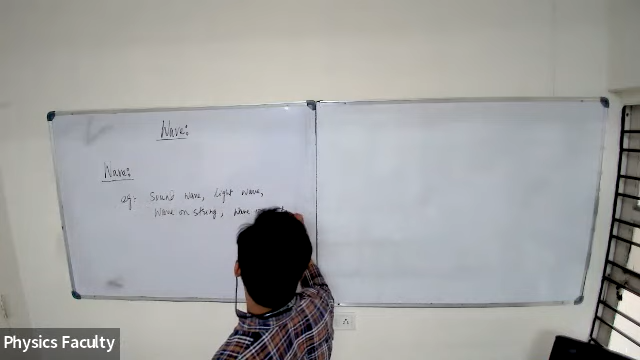 Wave:
Wave:
eg. Sound wave, Light wave,
Wave on string, wave
Physics Faculty